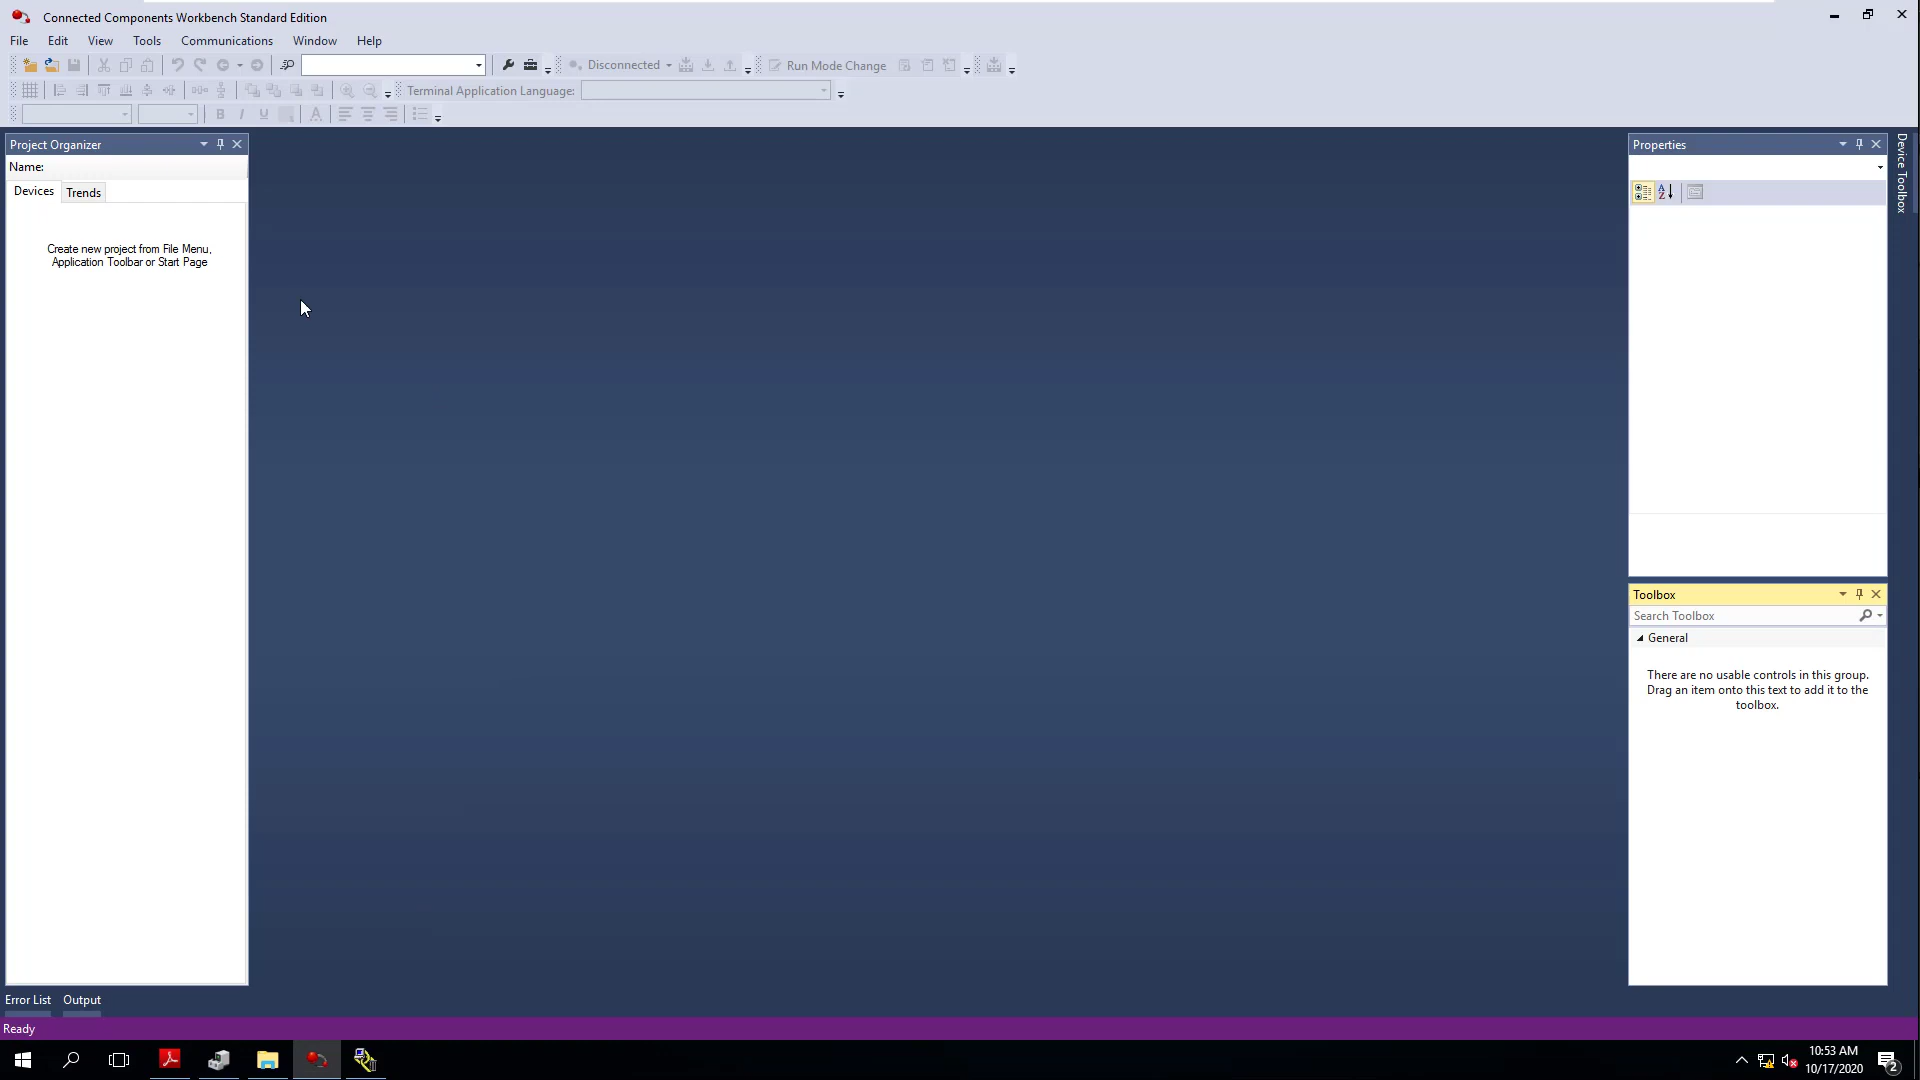 Connected Components Workbench Standard Edition
File Edit View Tools Communications Window Help
Disconnected Run Mode Change
Terminal Application Language:
B I U A
Project Organizer
Name:
Devices Trends
Create new project from File Menu,
Application Toolbar or Start Page
Properties
A
Z
Device Toolbox
Toolbox
Search Toolbox
General
There are no usable controls in this group.
Drag an item onto this text to add it to the
toolbox.
Error List Output
Ready
10:53 AM
10/17/2020
2